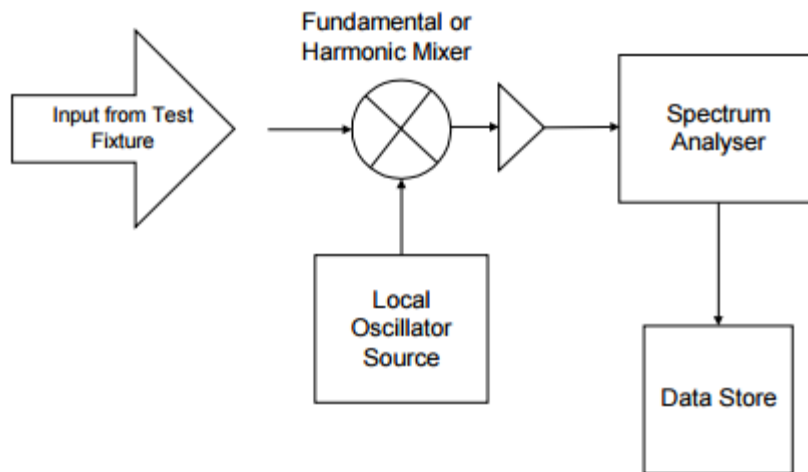 Fundamental or
Harmonic Mixer
Input from Test
Fixture
Spectrum
Analyser
Local
Oscillator
Source
Data Store